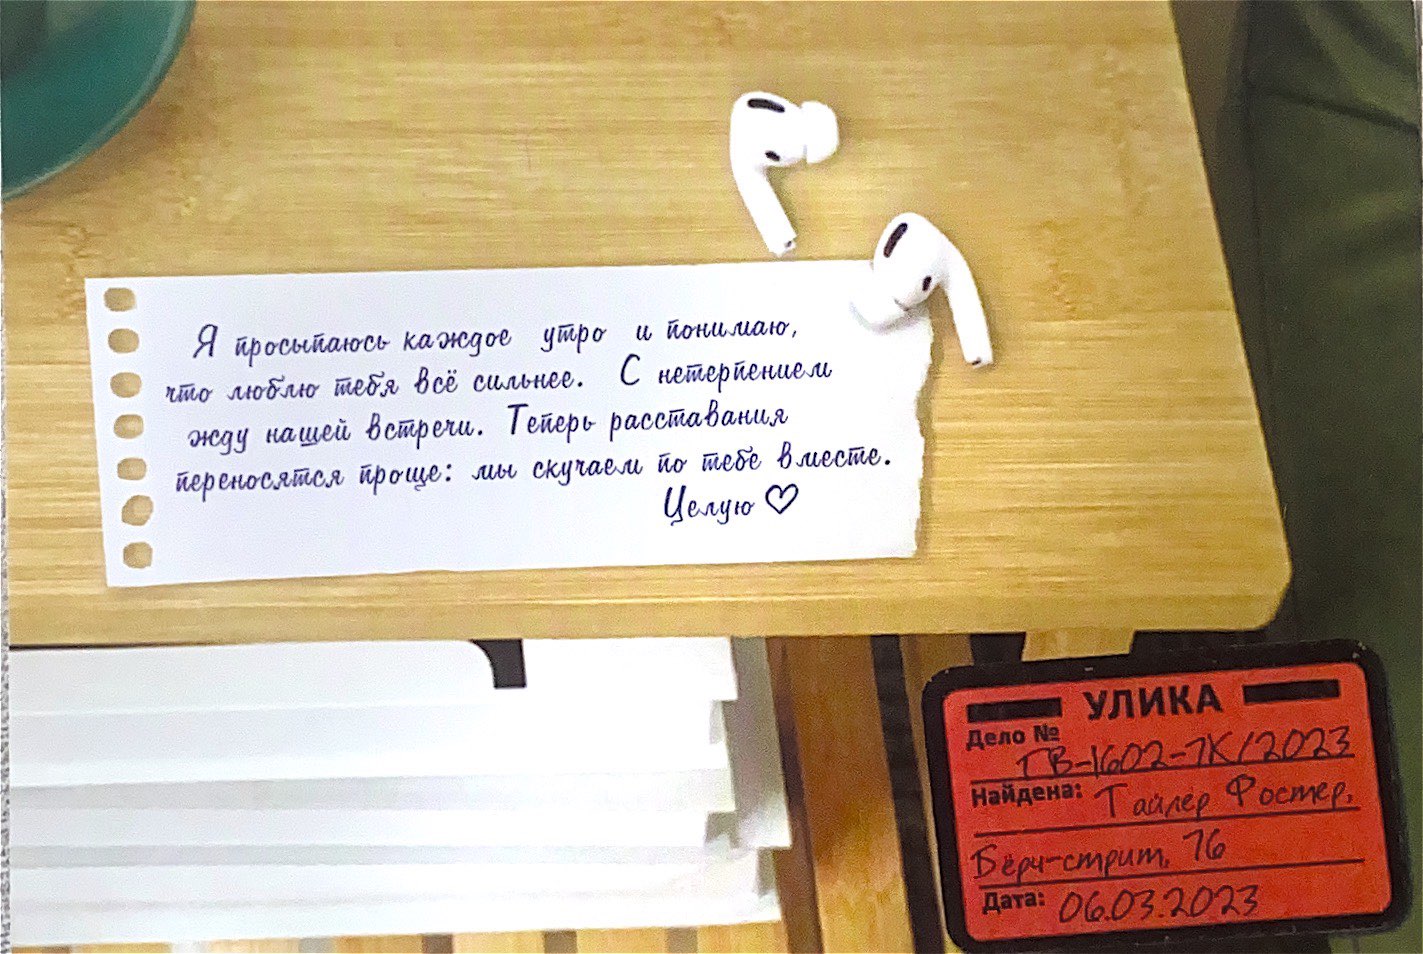 Я просыпаюсь каждое утро и понимаю,
что люблю тебя всё сильнее. С нетерпением
жду нашей встречи. Теперь расставания
переносятся проще: мы скучаем по тебе вместе.
Целую ♡
УЛИКА
Дело № ТВ-1602-7К/2023
Найдена: Тайлер Фостер,
Бёрч-стрит, 76
Дата: 06.03.2023